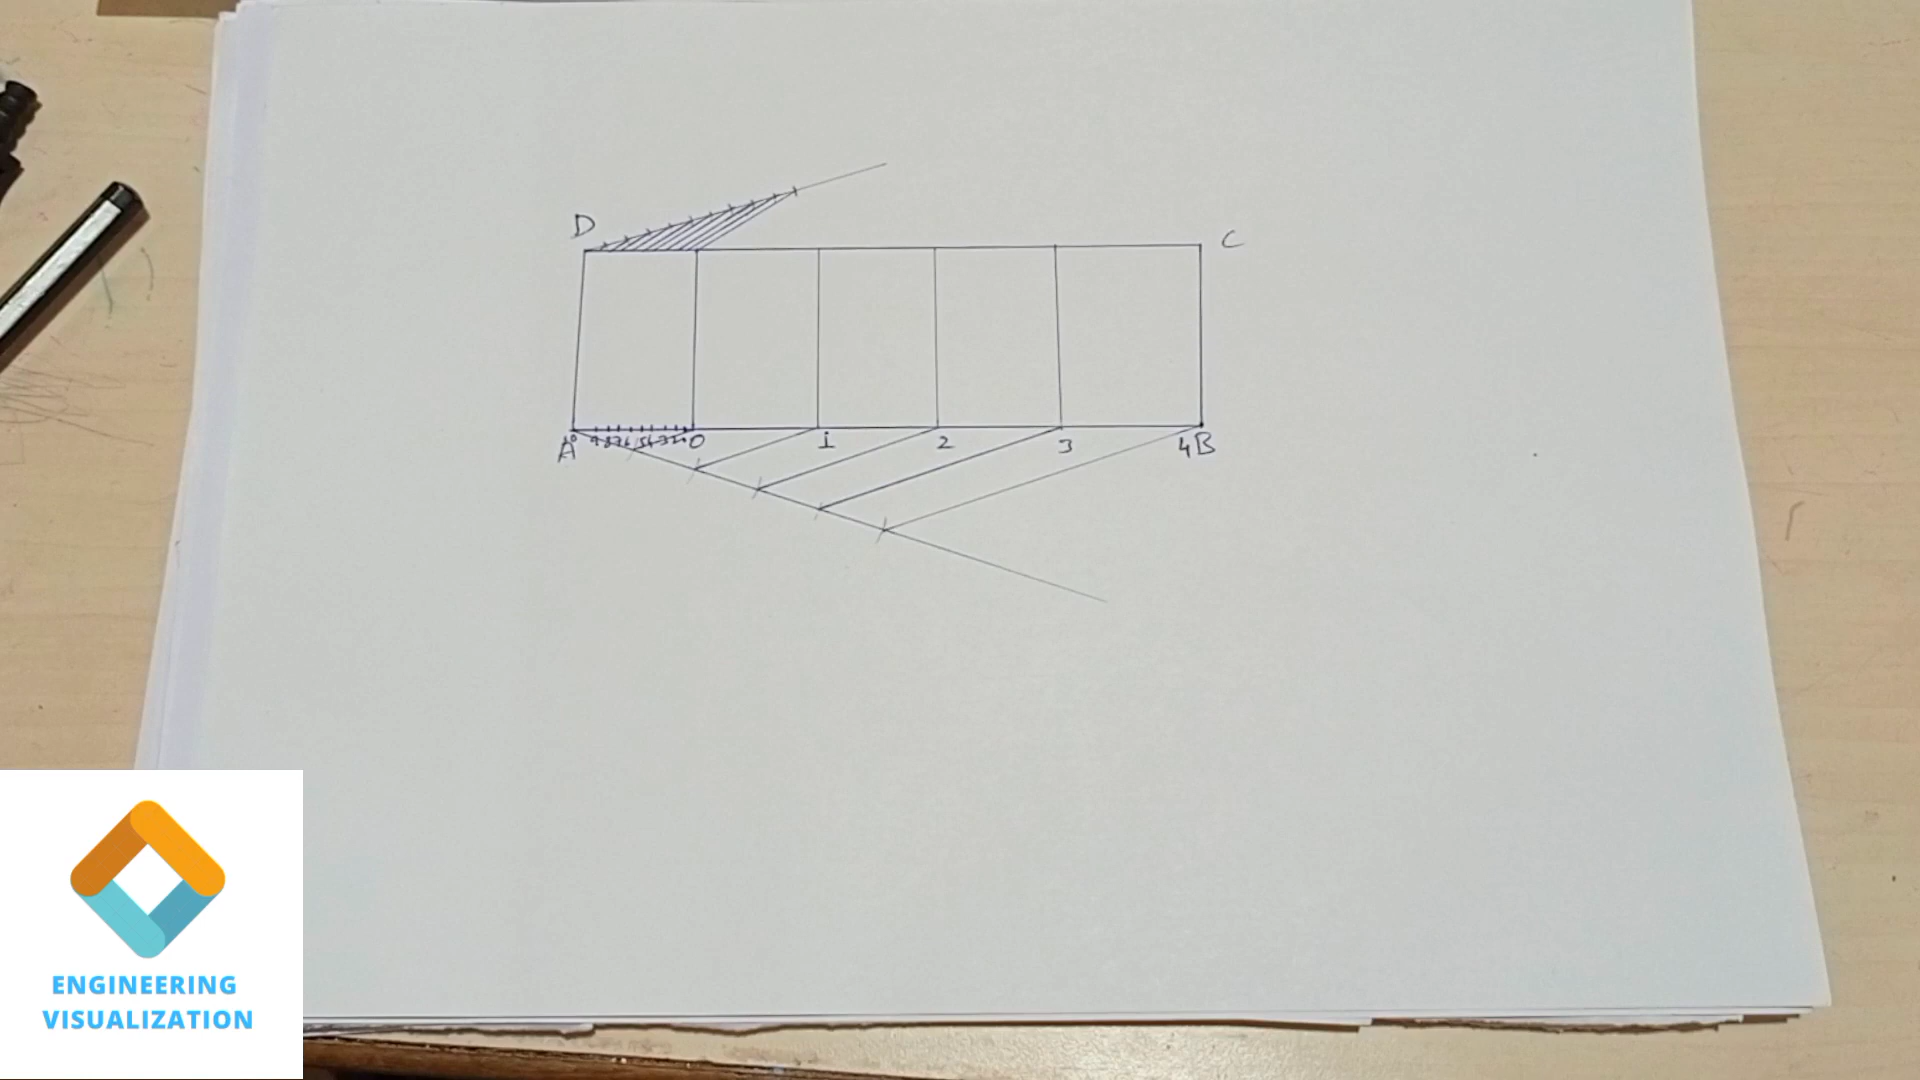 D
C
A 0 1 2 3 4B
ENGINEERING
VISUALIZATION